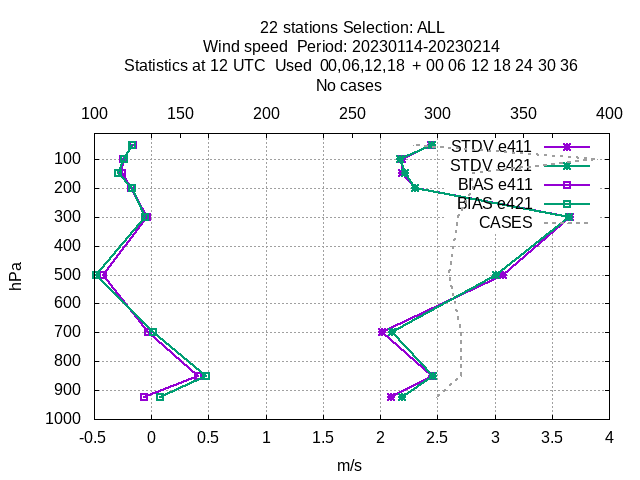 22 stations Selection: ALL
Wind speed  Period: 20230114-20230214
Statistics at 12 UTC  Used  00,06,12,18  + 00 06 12 18 24 30 36
No cases
100 150 200 250 300 350 400
STDV e411
100
STDV e421
200
BIAS e411
BIAS e421
300
CASES
400
hPa
500
600
700
800
900
1000
-0.5 0 0.5 1 1.5 2 2.5 3 3.5 4
m/s